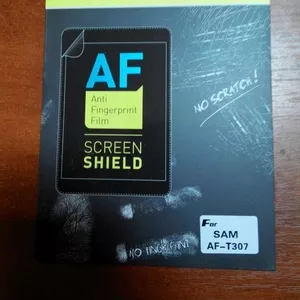 AF
Anti
Fingerprint
Film
SCREEN
SHIELD
NO SCRATCH!
NO FINGERPRINT
For
SAM
AF-T307